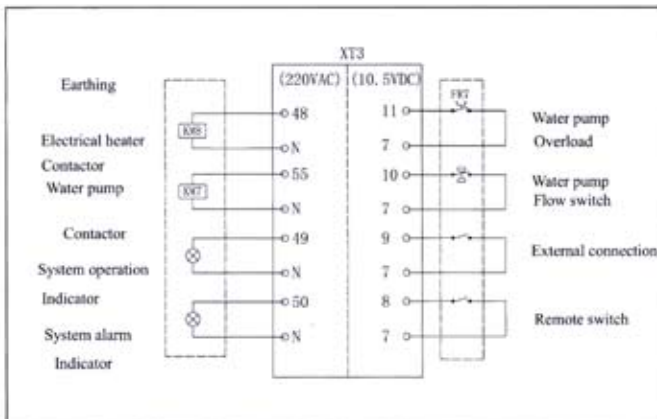 XT3
(220VAC) (10.5VDC)
Earthing
48
11
FR7
Water pump
KM8
Electrical heater
N
7
Overload
Contactor
55
10
Water pump
Water pump
KM7
N
7
Flow switch
Contactor
49
9
External connection
System operation
N
7
Indicator
50
8
Remote switch
System alarm
N
7
Indicator